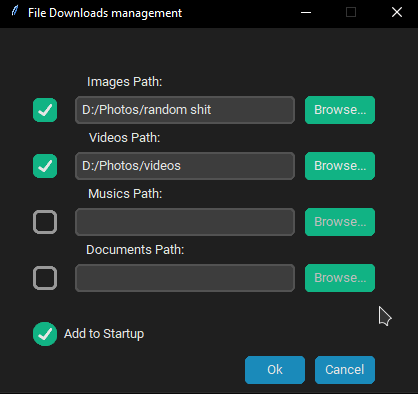 File Downloads management
Images Path:
D:/Photos/random shit
Browse...
Videos Path:
D:/Photos/videos
Browse...
Musics Path:
Browse...
Documents Path:
Browse...
Add to Startup
Ok
Cancel